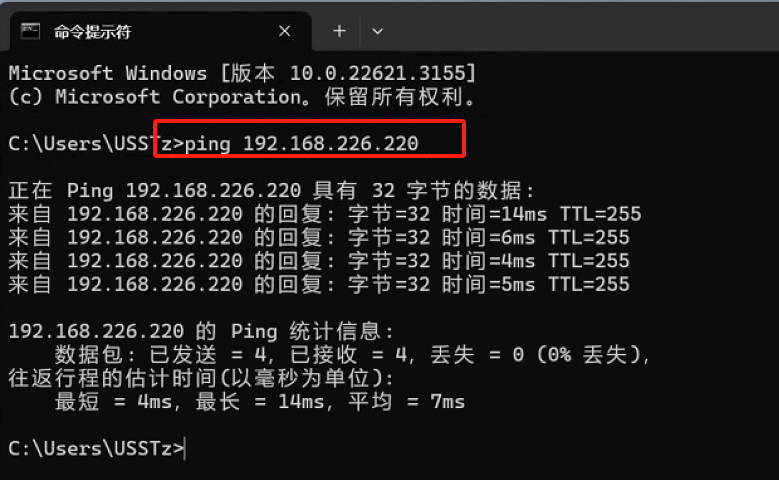 命令提示符
Microsoft Windows [版本 10.0.22621.3155]
(c) Microsoft Corporation。保留所有权利。
C:\Users\USSTz>ping 192.168.226.220
正在 Ping 192.168.226.220 具有 32 字节的数据:
来自 192.168.226.220 的回复: 字节=32 时间=14ms TTL=255
来自 192.168.226.220 的回复: 字节=32 时间=6ms TTL=255
来自 192.168.226.220 的回复: 字节=32 时间=4ms TTL=255
来自 192.168.226.220 的回复: 字节=32 时间=5ms TTL=255
192.168.226.220 的 Ping 统计信息:
数据包: 已发送 = 4，已接收 = 4，丢失 = 0 (0% 丢失)，
往返行程的估计时间(以毫秒为单位):
最短 = 4ms，最长 = 14ms，平均 = 7ms
C:\Users\USSTz>